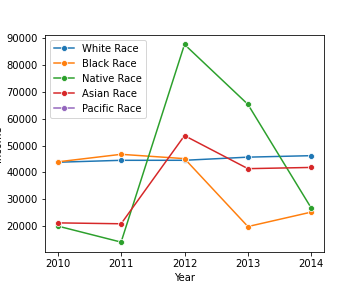 90000
80000
70000
60000
50000
40000
30000
20000
White Race
Black Race
Native Race
Asian Race
Pacific Race
2010 2011 2012 2013 2014
Year